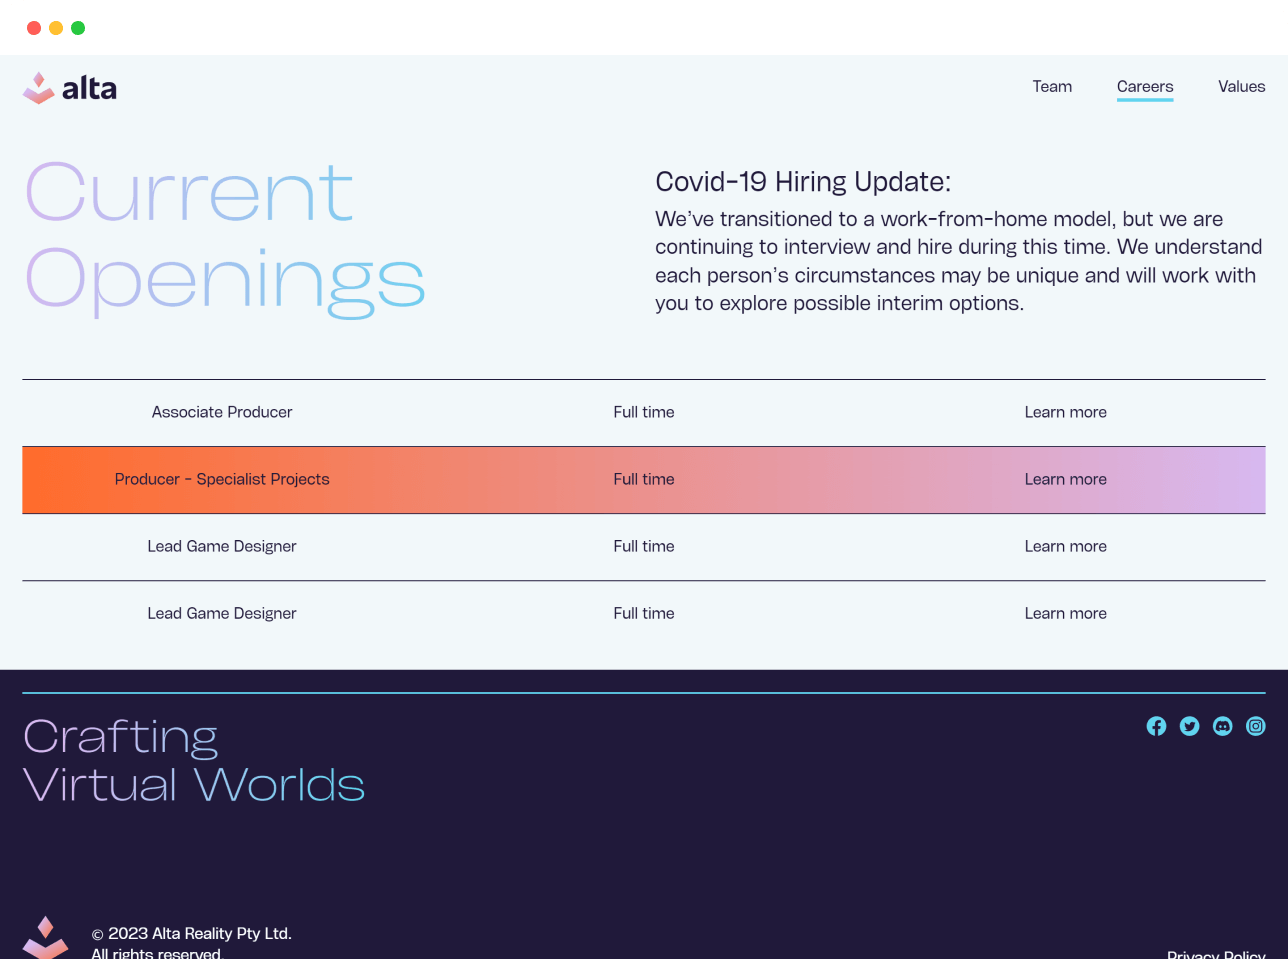 alta
Team Careers Values
Current
Openings
Covid-19 Hiring Update:
We’ve transitioned to a work-from-home model, but we are
continuing to interview and hire during this time. We understand
each person’s circumstances may be unique and will work with
you to explore possible interim options.
Associate Producer Full time Learn more
Producer - Specialist Projects Full time Learn more
Lead Game Designer Full time Learn more
Lead Game Designer Full time Learn more
Crafting
Virtual Worlds
© 2023 Alta Reality Pty Ltd.
All rights reserved.
Privacy Policy